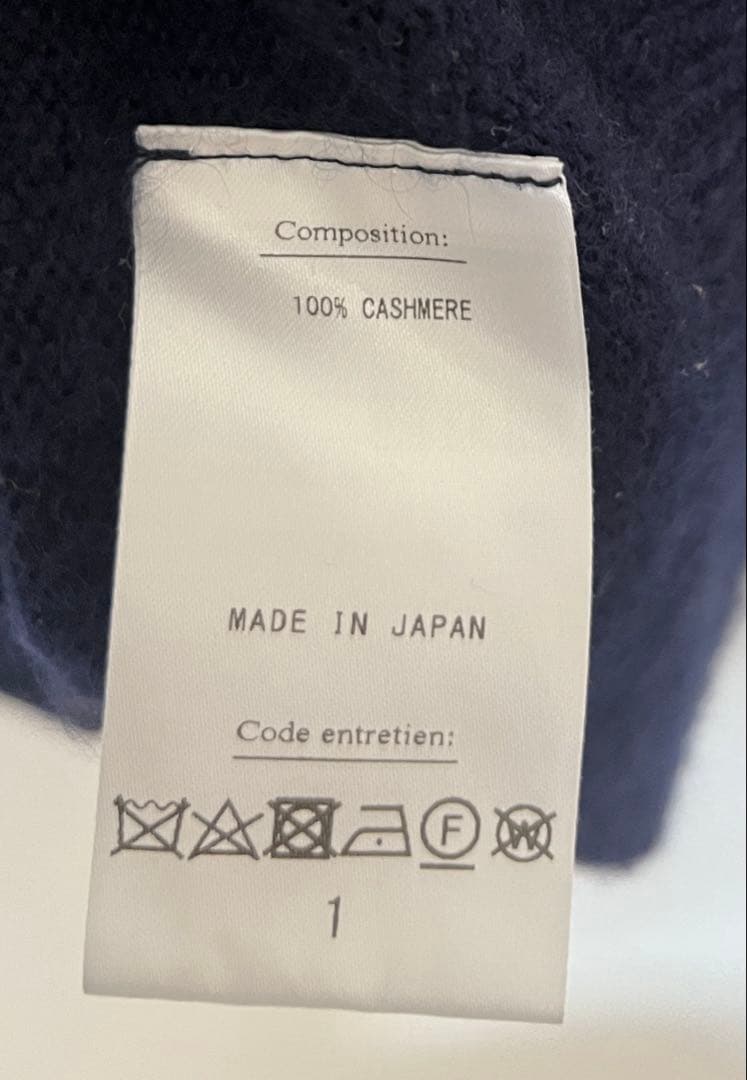 Composition:
100% CASHMERE
MADE IN JAPAN
Code entretien:
F W
1